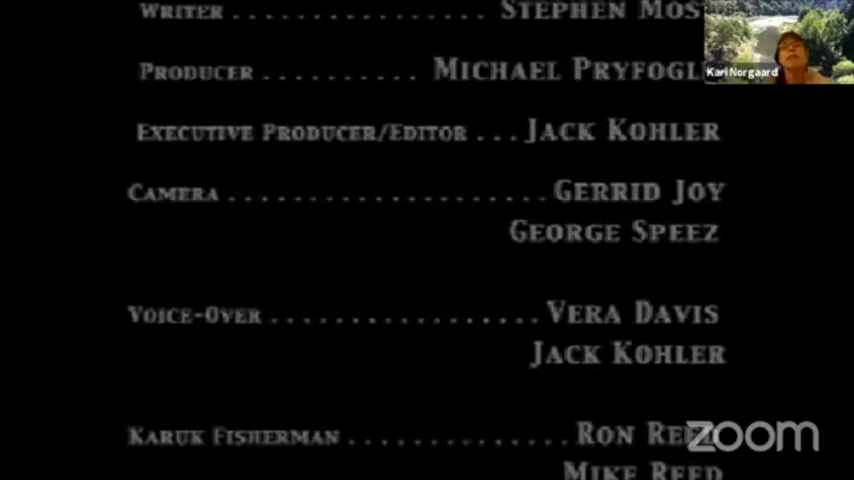 WRITER . . . . . . . . . . . . . . . . STEPHEN MOS
Kari Norgaard
PRODUCER . . . . . . . . . . MICHAEL PRYFOGL
EXECUTIVE PRODUCER/EDITOR . . . JACK KOHLER
CAMERA . . . . . . . . . . . . . . . . . . . . GERRID JOY
GEORGE SPEEZ
VOICE-OVER . . . . . . . . . . . . . . . . . VERA DAVIS
JACK KOHLER
KARUK FISHERMAN . . . . . . . . . . . . . . RON REED
zoom
MIKE REED